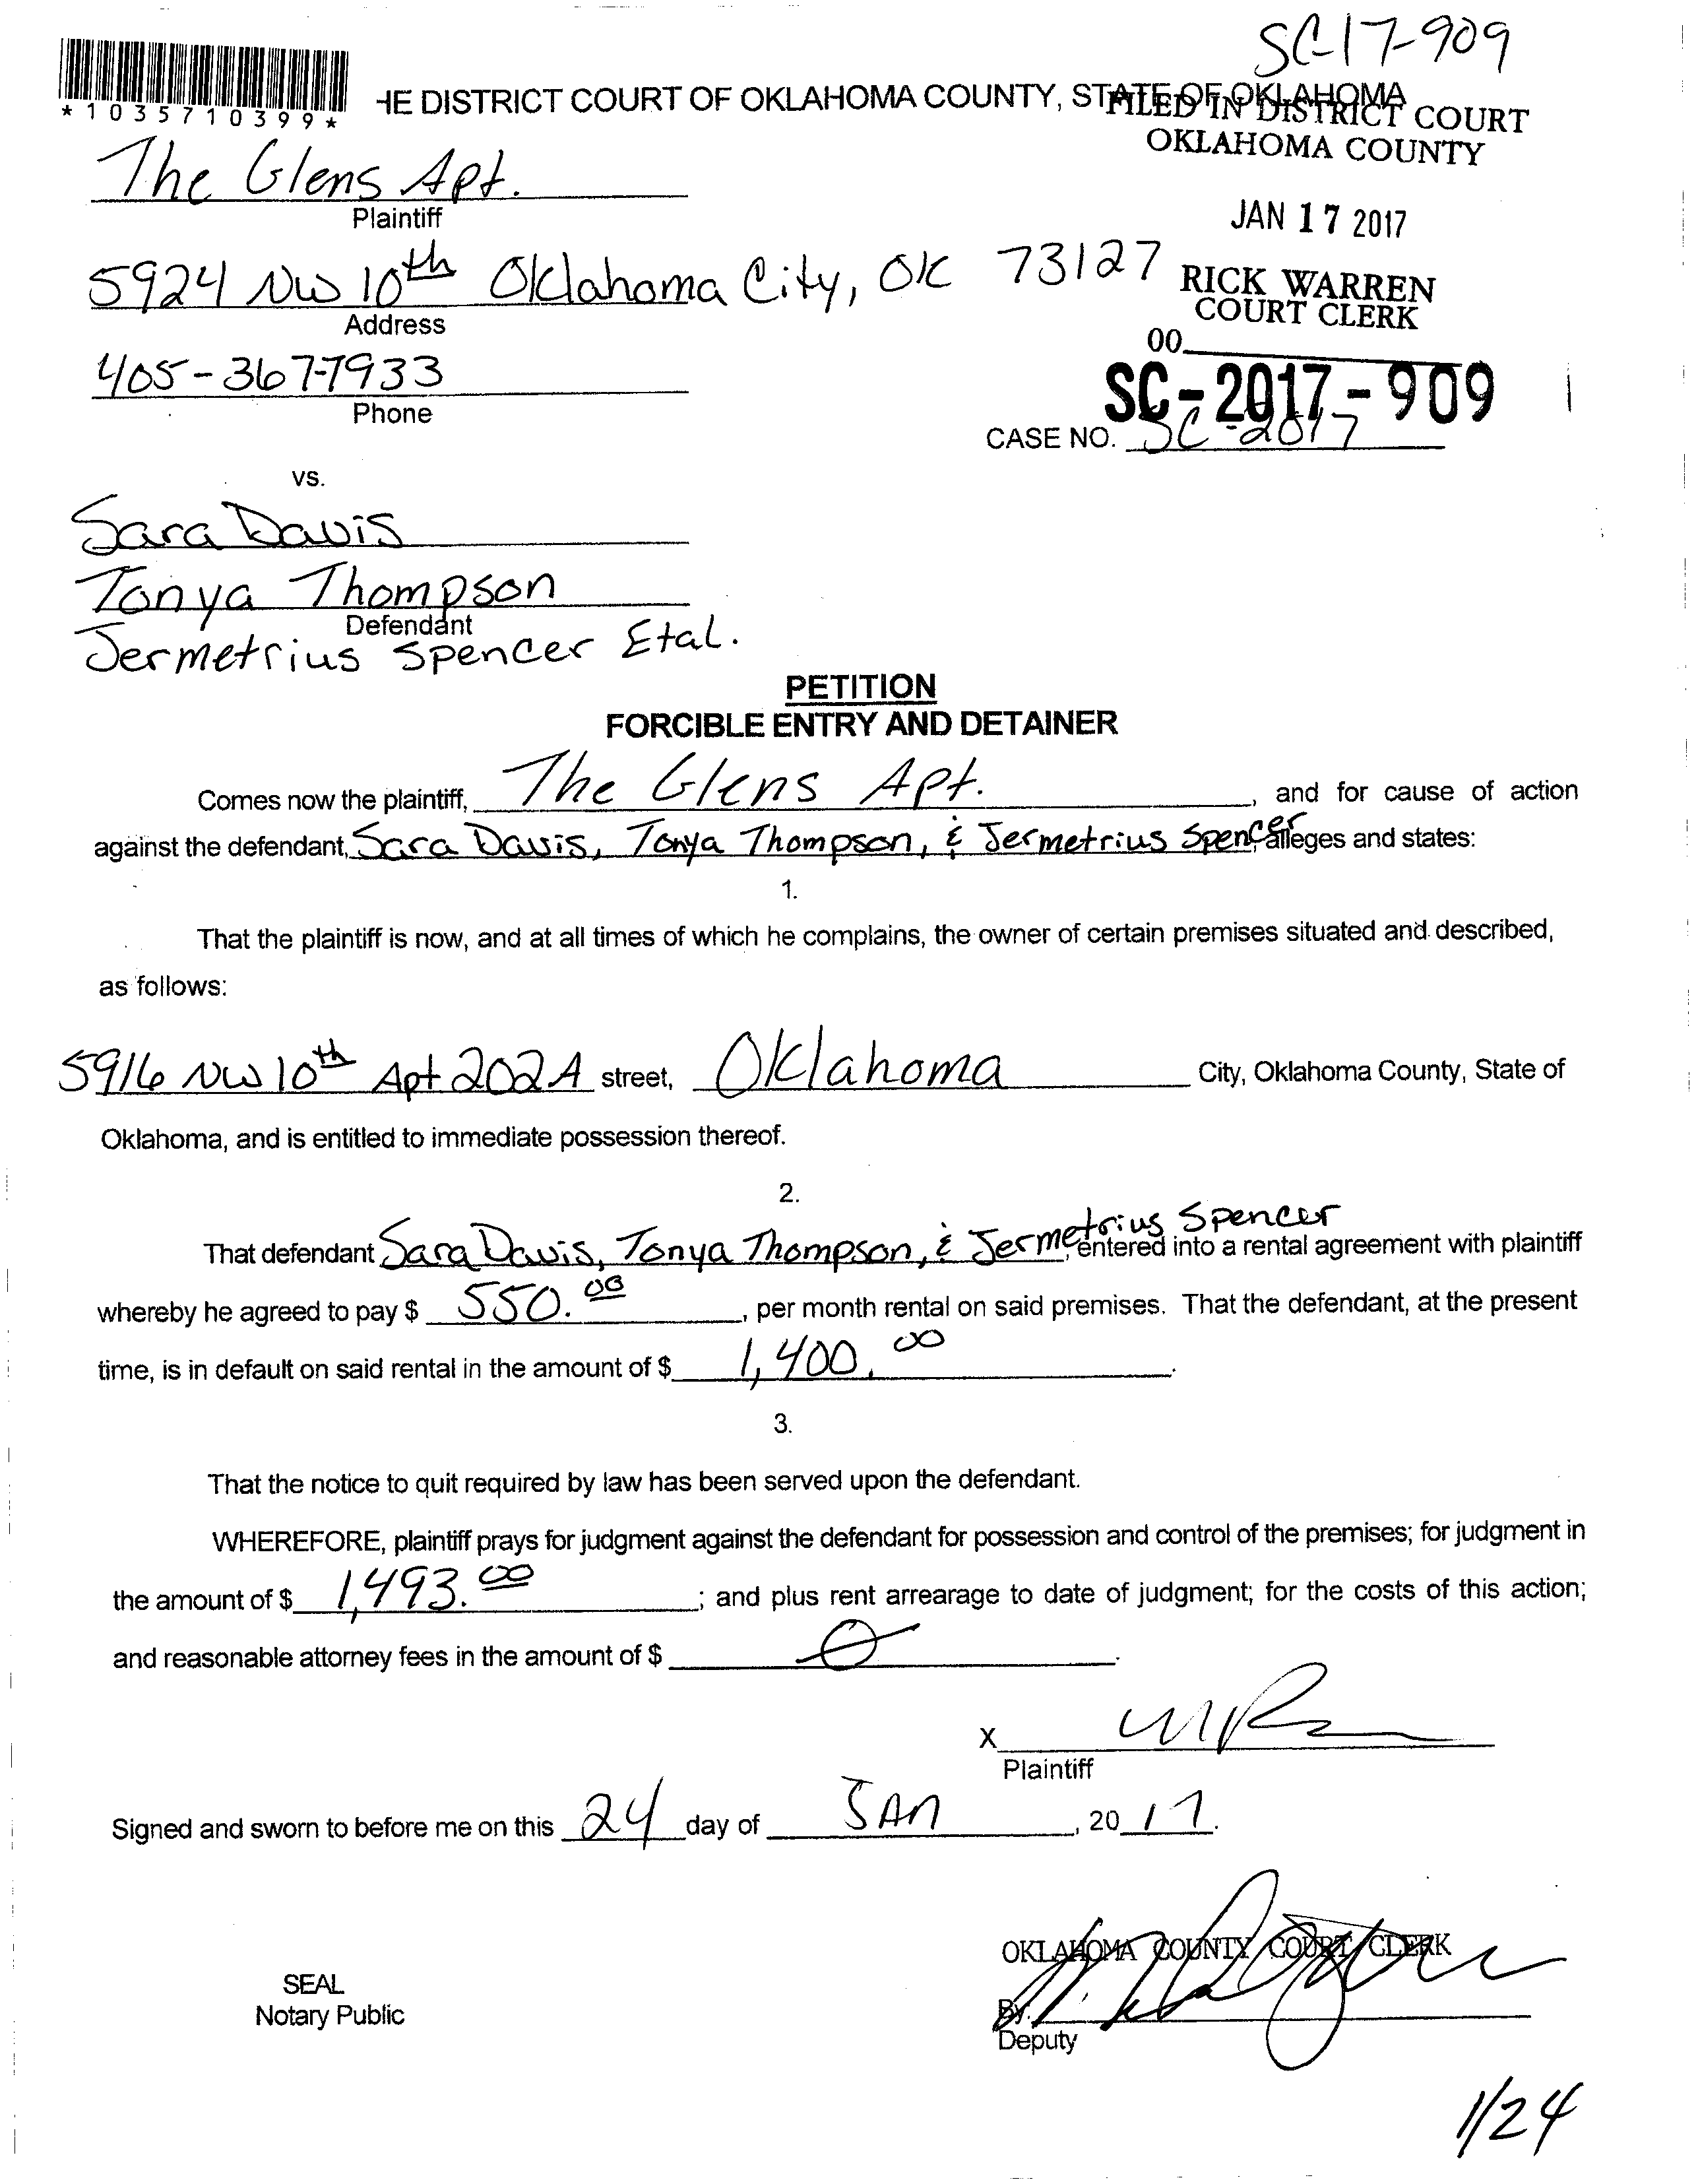 SC-17-909
*1035710399*
HE DISTRICT COURT OF OKLAHOMA COUNTY, STATE OF OKLAHOMA
FILED IN DISTRICT COURT
OKLAHOMA COUNTY
The Glens Apt.
Plaintiff
JAN 17 2017
5924 NW 10th Oklahoma City, OK 73127
RICK WARREN
COURT CLERK
Address
00
405-367-7933
Phone
SC-2017-909
CASE NO. SC-2017
vs.
Sara Davis
Tonya Thompson
Defendant
Jermetrius Spencer Etal.
PETITION
FORCIBLE ENTRY AND DETAINER
Comes now the plaintiff, The Glens Apt., and for cause of action
against the defendant, Sara Davis, Tonya Thompson, & Jermetrius Spencer, alleges and states:
1.
That the plaintiff is now, and at all times of which he complains, the owner of certain premises situated and described,
as follows:
5916 NW 10th Apt 202A street, Oklahoma City, Oklahoma County, State of
Oklahoma, and is entitled to immediate possession thereof.
2.
That defendant Sara Davis, Tonya Thompson, & Jermetrius Spencer, entered into a rental agreement with plaintiff
whereby he agreed to pay $ 550.00, per month rental on said premises. That the defendant, at the present
time, is in default on said rental in the amount of $ 1,400.00.
3.
That the notice to quit required by law has been served upon the defendant.
WHEREFORE, plaintiff prays for judgment against the defendant for possession and control of the premises; for judgment in
the amount of $ 1,493.00; and plus rent arrearage to date of judgment; for the costs of this action;
and reasonable attorney fees in the amount of $ 0.
X
Plaintiff
Signed and sworn to before me on this 24 day of JAN, 2017.
OKLAHOMA COUNTY COURT CLERK
SEAL
Notary Public
By.
Deputy
1/24